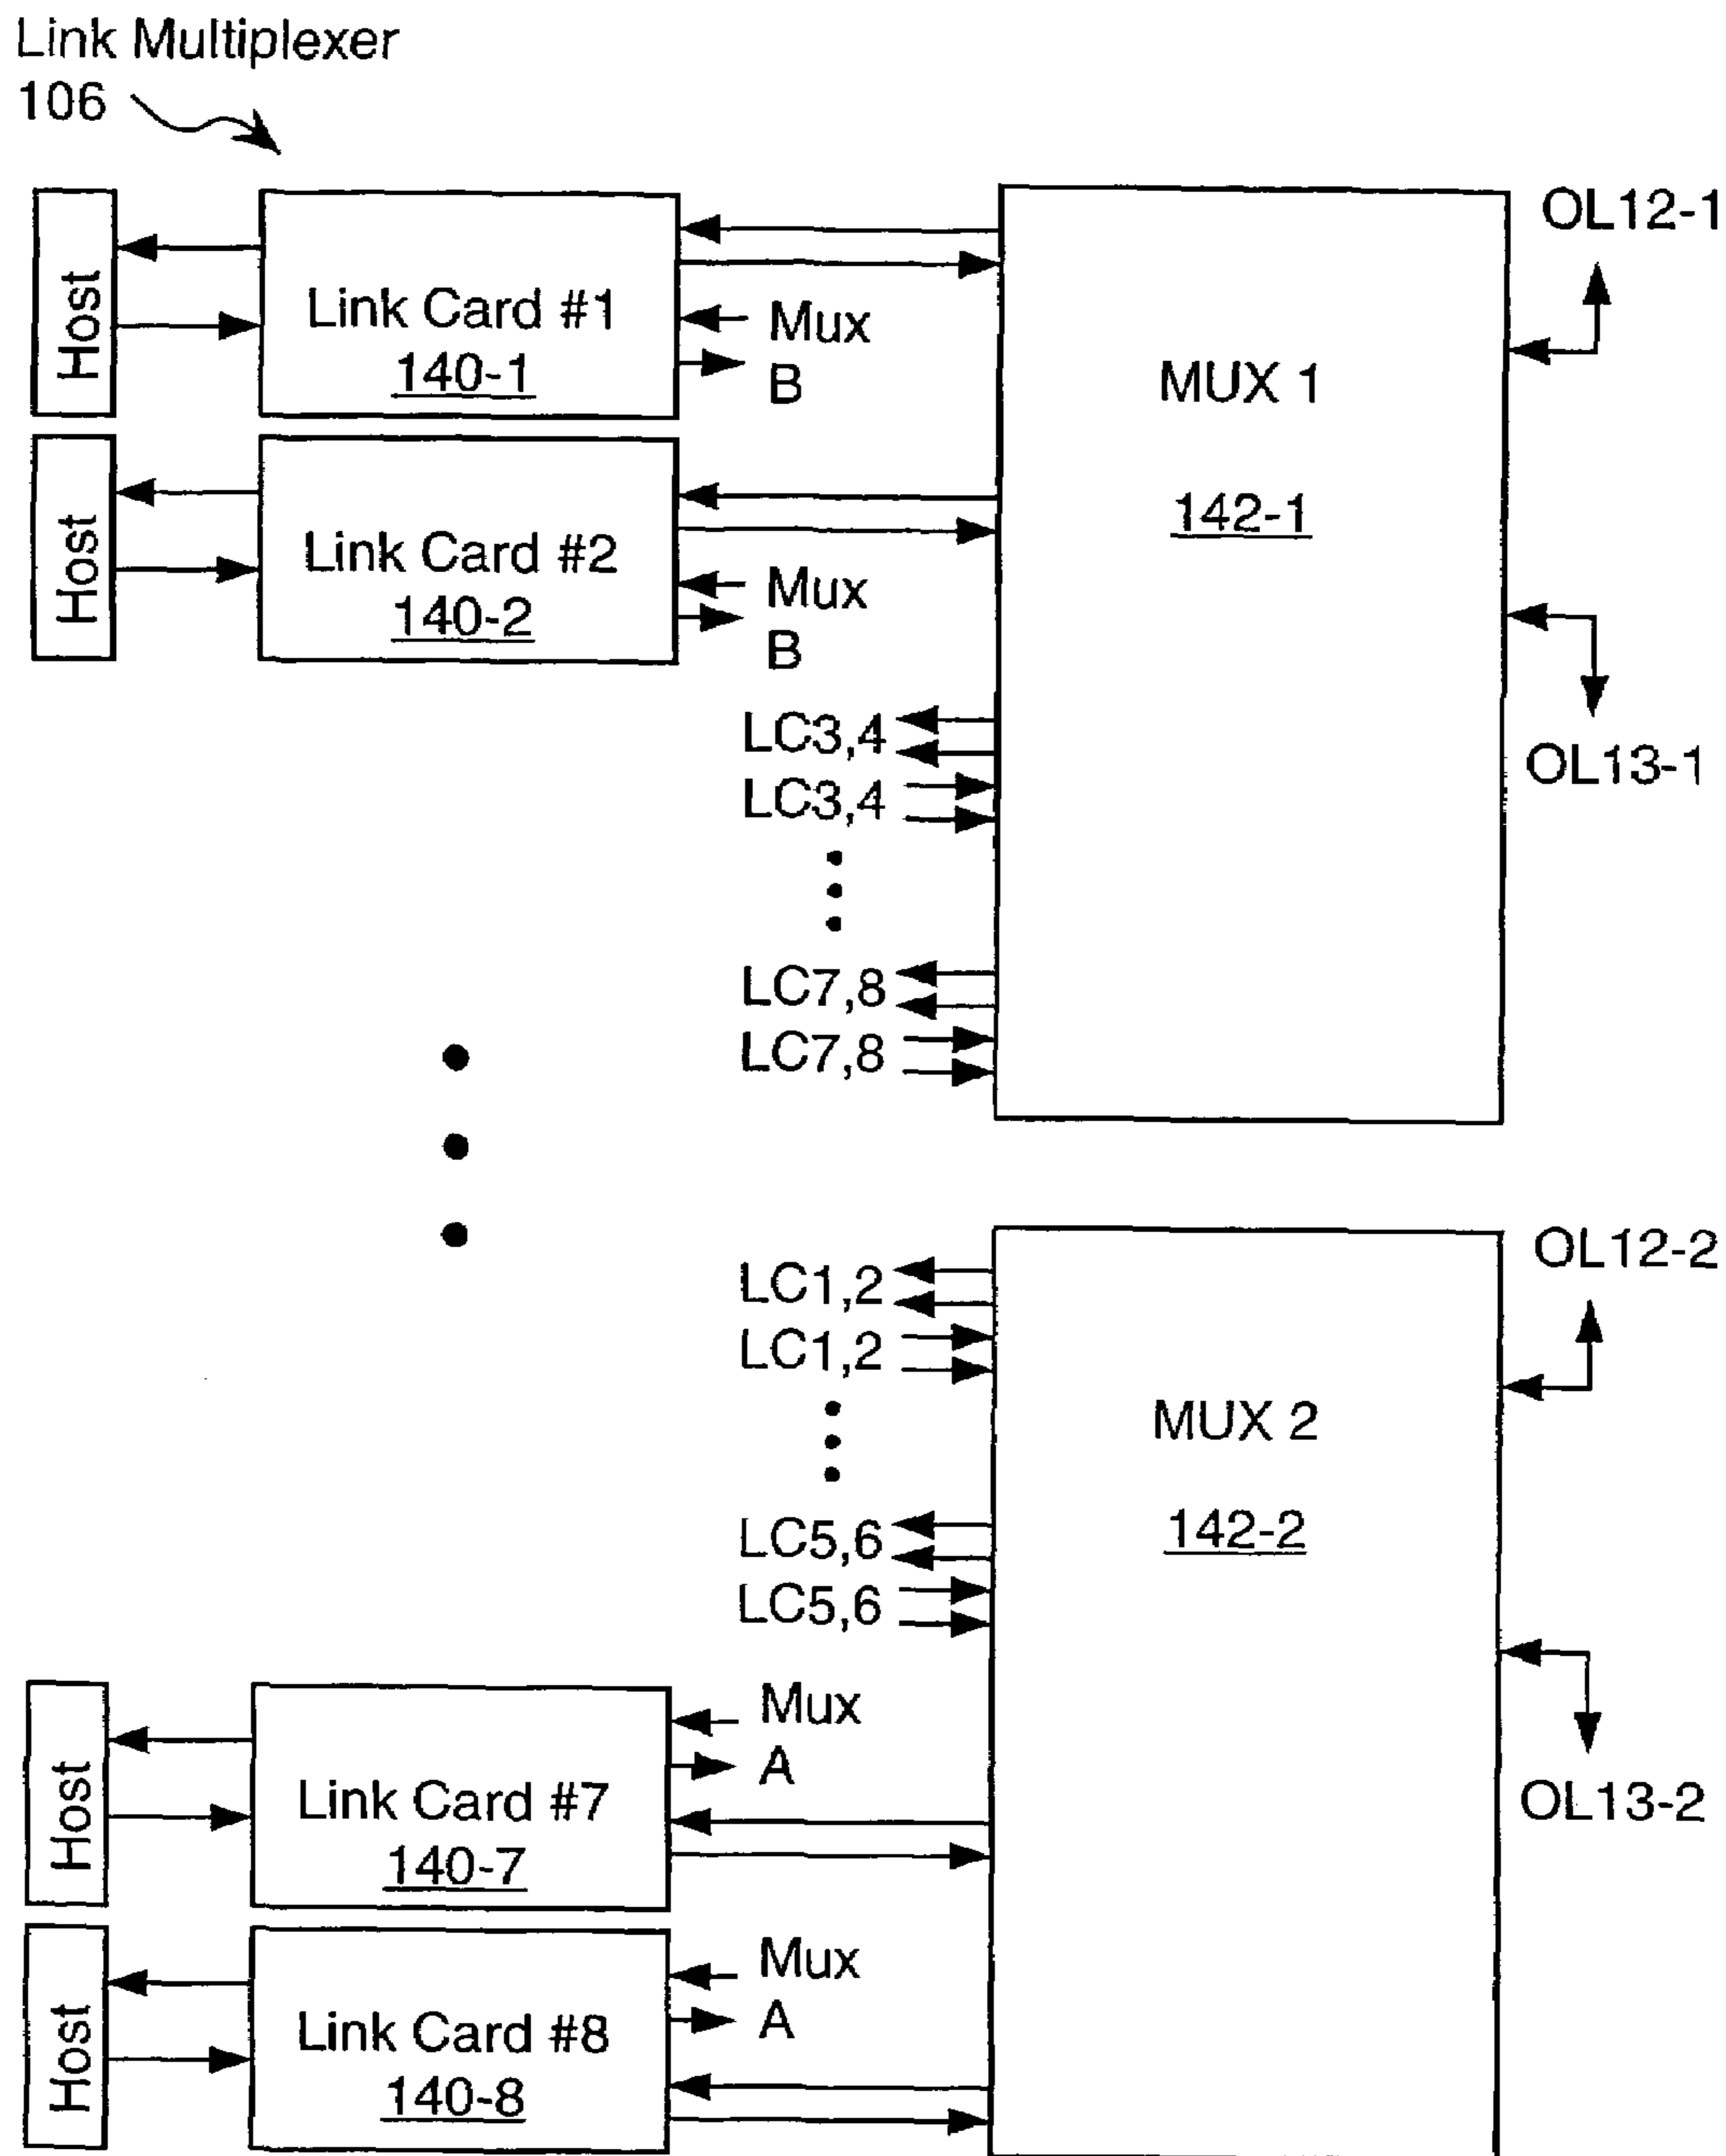 Link Multiplexer
106
Host
Link Card #1
140-1
Mux
B
MUX 1
142-1
OL12-1
Host
Link Card #2
140-2
Mux
B
OL13-1
LC3,4
LC3,4
LC7,8
LC7,8
LC1,2
LC1,2
MUX 2
142-2
OL12-2
LC5,6
LC5,6
Host
Link Card #7
140-7
Mux
A
OL13-2
Host
Link Card #8
140-8
Mux
A